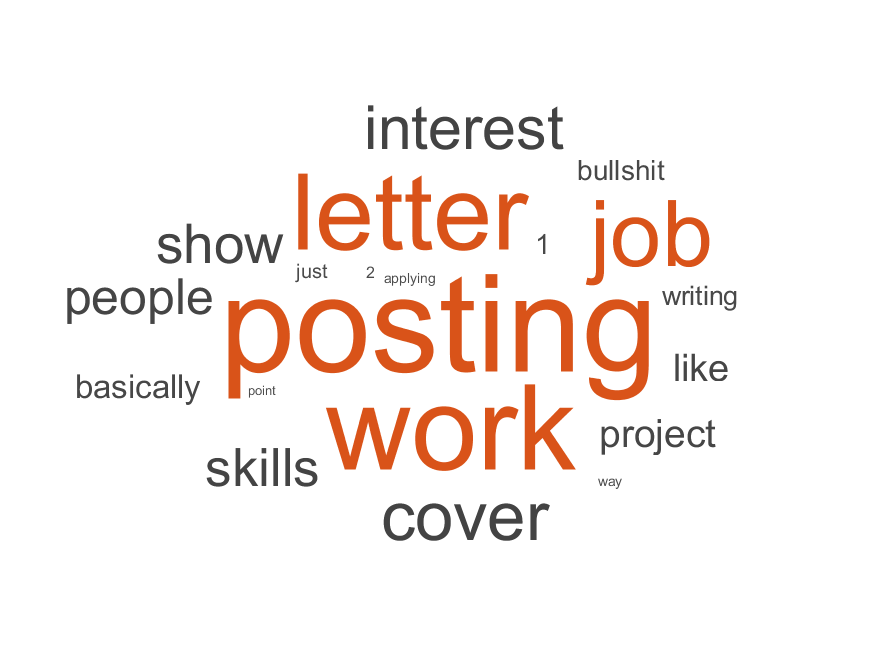 interest
bullshit
letter
job
show
1
just
2
applying
people
posting
writing
like
basically
point
work
project
skills
way
cover